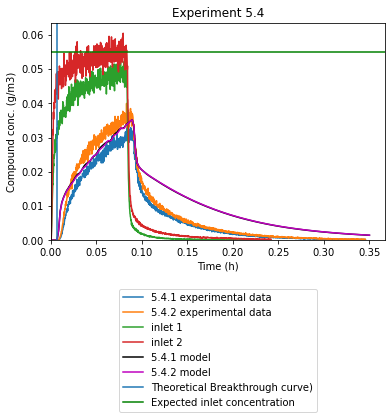 Experiment 5.4
Compound conc. (g/m3)
0.06
0.05
0.04
0.03
0.02
0.01
0.00
0.00 0.05 0.10 0.15 0.20 0.25 0.30 0.35
Time (h)
5.4.1 experimental data
5.4.2 experimental data
inlet 1
inlet 2
5.4.1 model
5.4.2 model
Theoretical Breakthrough curve)
Expected inlet concentration